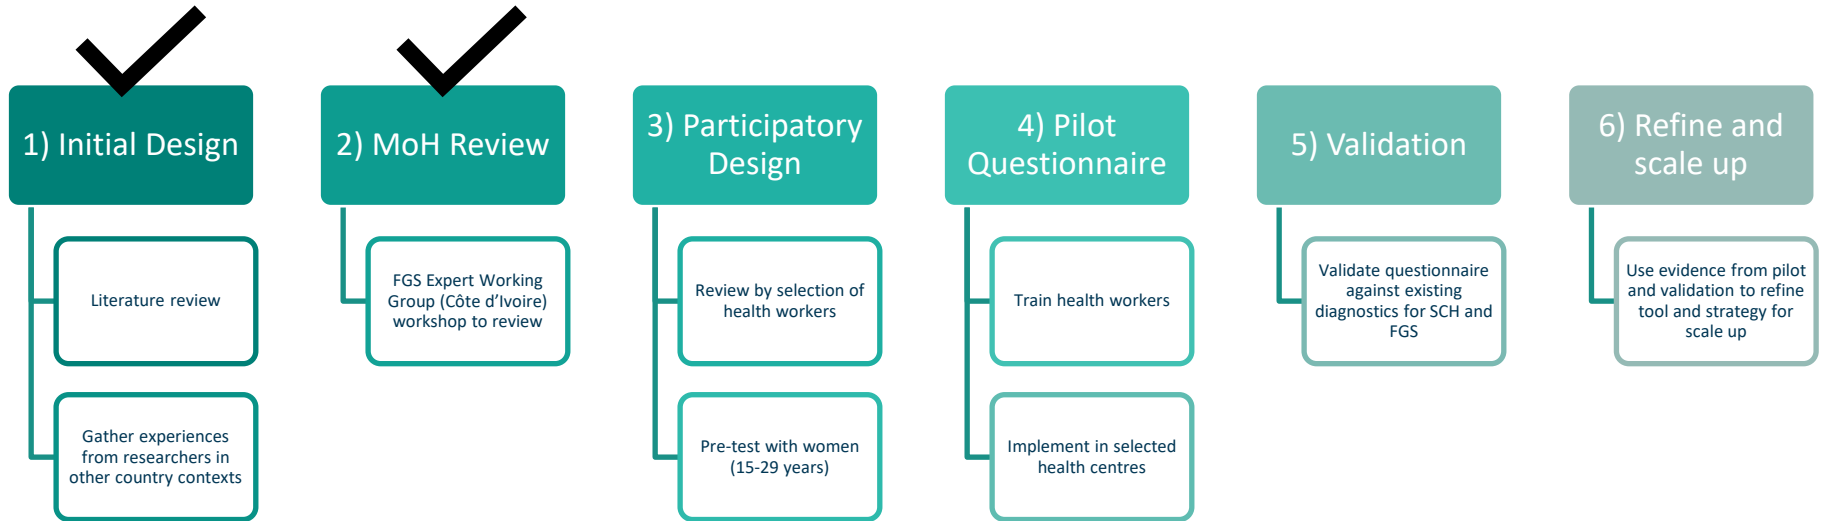 1) Initial Design
Literature review
Gather experiences
from researchers in
other country contexts
2) MoH Review
FGS Expert Working
Group (Côte d’Ivoire)
workshop to review
3) Participatory
Design
Review by selection of
health workers
Pre-test with women
(15-29 years)
4) Pilot
Questionnaire
Train health workers
Implement in selected
health centres
5) Validation
Validate questionnaire
against existing
diagnostics for SCH and
FGS
6) Refine and
scale up
Use evidence from pilot
and validation to refine
tool and strategy for
scale up